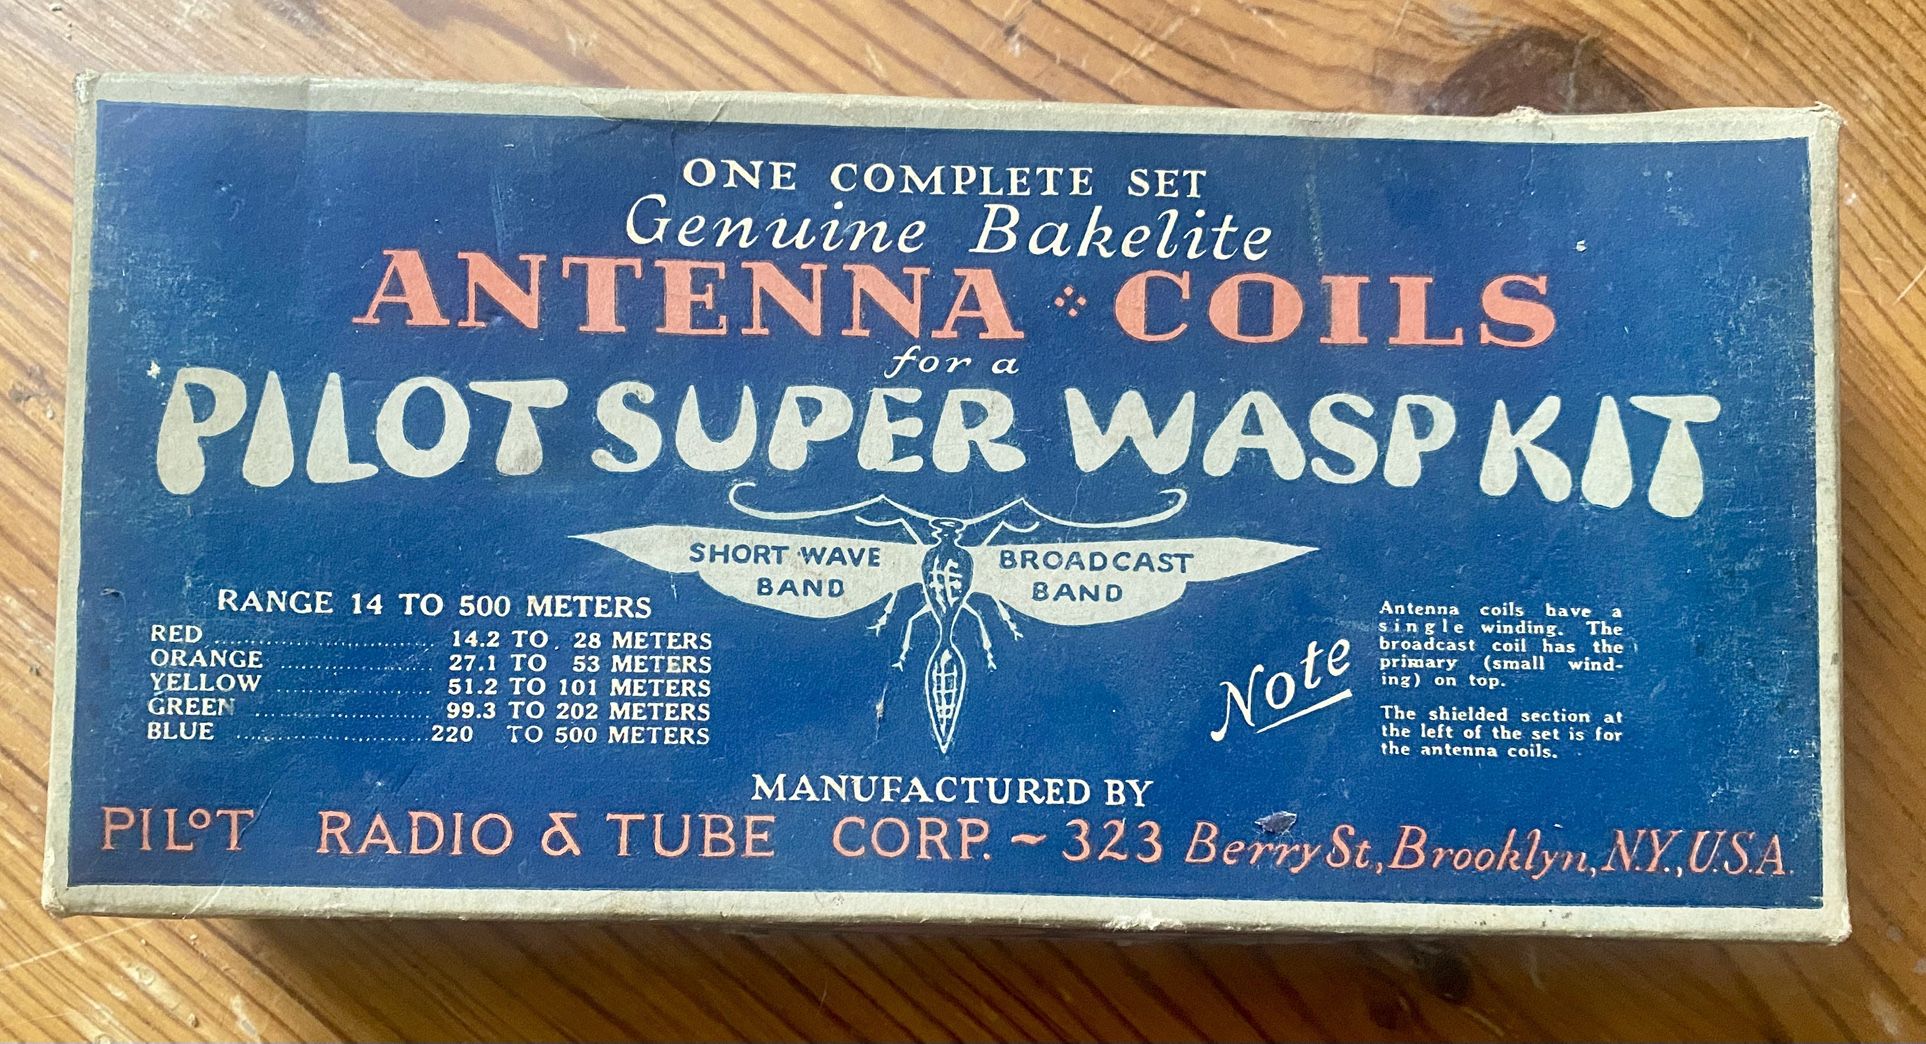 ONE COMPLETE SET
Genuine Bakelite
ANTENNA COILS
for a
PILOT SUPER WASP KIT
SHORT WAVE
BAND
BROADCAST
BAND
RANGE 14 TO 500 METERS
RED .................................... 14.2 TO 28 METERS
ORANGE ......................... 27.1 TO 53 METERS
YELLOW ......................... 51.2 TO 101 METERS
GREEN ............................ 99.3 TO 202 METERS
BLUE ..............................220 TO 500 METERS
Note
Antenna coils have a
single winding. The
broadcast coil has the
primary (small wind-
ing) on top.
The shielded section at
the left of the set is for
the antenna coils.
MANUFACTURED BY
PILOT RADIO & TUBE CORP. ~ 323 Berry St., Brooklyn, N.Y., U.S.A.